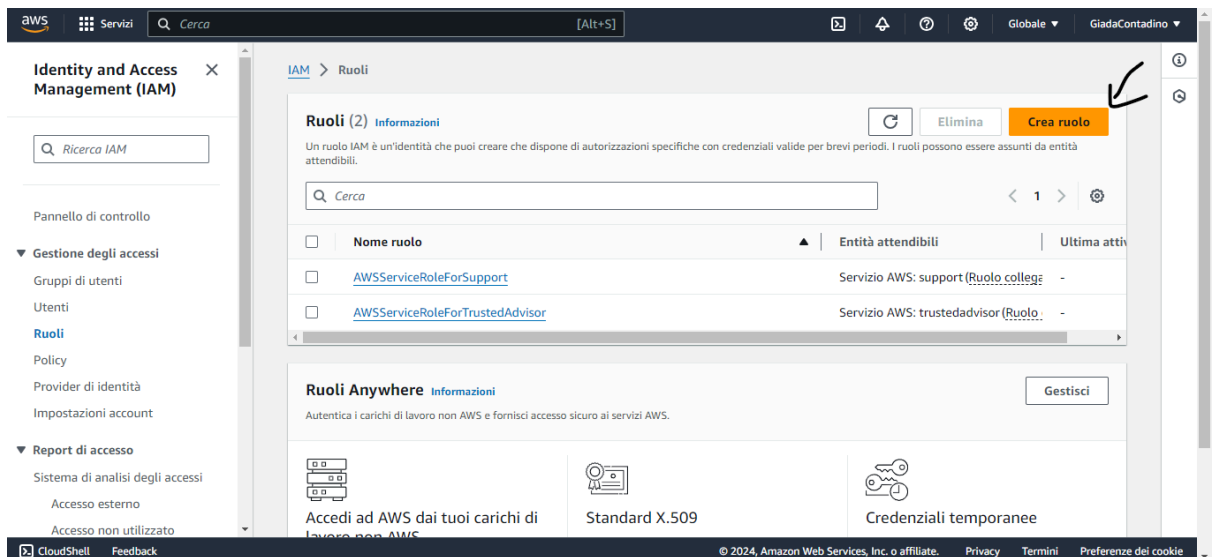 aws Servizi Cerca [Alt+S] Globale GiadaContadino
Identity and Access
Management (IAM)
Ricerca IAM
Pannello di controllo
Gestione degli accessi
Gruppi di utenti
Utenti
Ruoli
Policy
Provider di identità
Impostazioni account
Report di accesso
Sistema di analisi degli accessi
Accesso esterno
Accesso non utilizzato
IAM > Ruoli
Ruoli (2) Informazioni Elimina Crea ruolo
Un ruolo IAM è un'identità che puoi creare che dispone di autorizzazioni specifiche con credenziali valide per brevi periodi. I ruoli possono essere assunti da entità
attendibili.
Cerca 1
Nome ruolo Entità attendibili Ultima attiv
AWSServiceRoleForSupport Servizio AWS: support (Ruolo collega -
AWSServiceRoleForTrustedAdvisor Servizio AWS: trustedadvisor (Ruolo -
Ruoli Anywhere Informazioni Gestisci
Autentica i carichi di lavoro non AWS e fornisci accesso sicuro ai servizi AWS.
Accedi ad AWS dai tuoi carichi di
lavoro non AWS
Standard X.509
Credenziali temporanee
CloudShell Feedback © 2024, Amazon Web Services, Inc. o affiliate. Privacy Termini Preferenze dei cookie